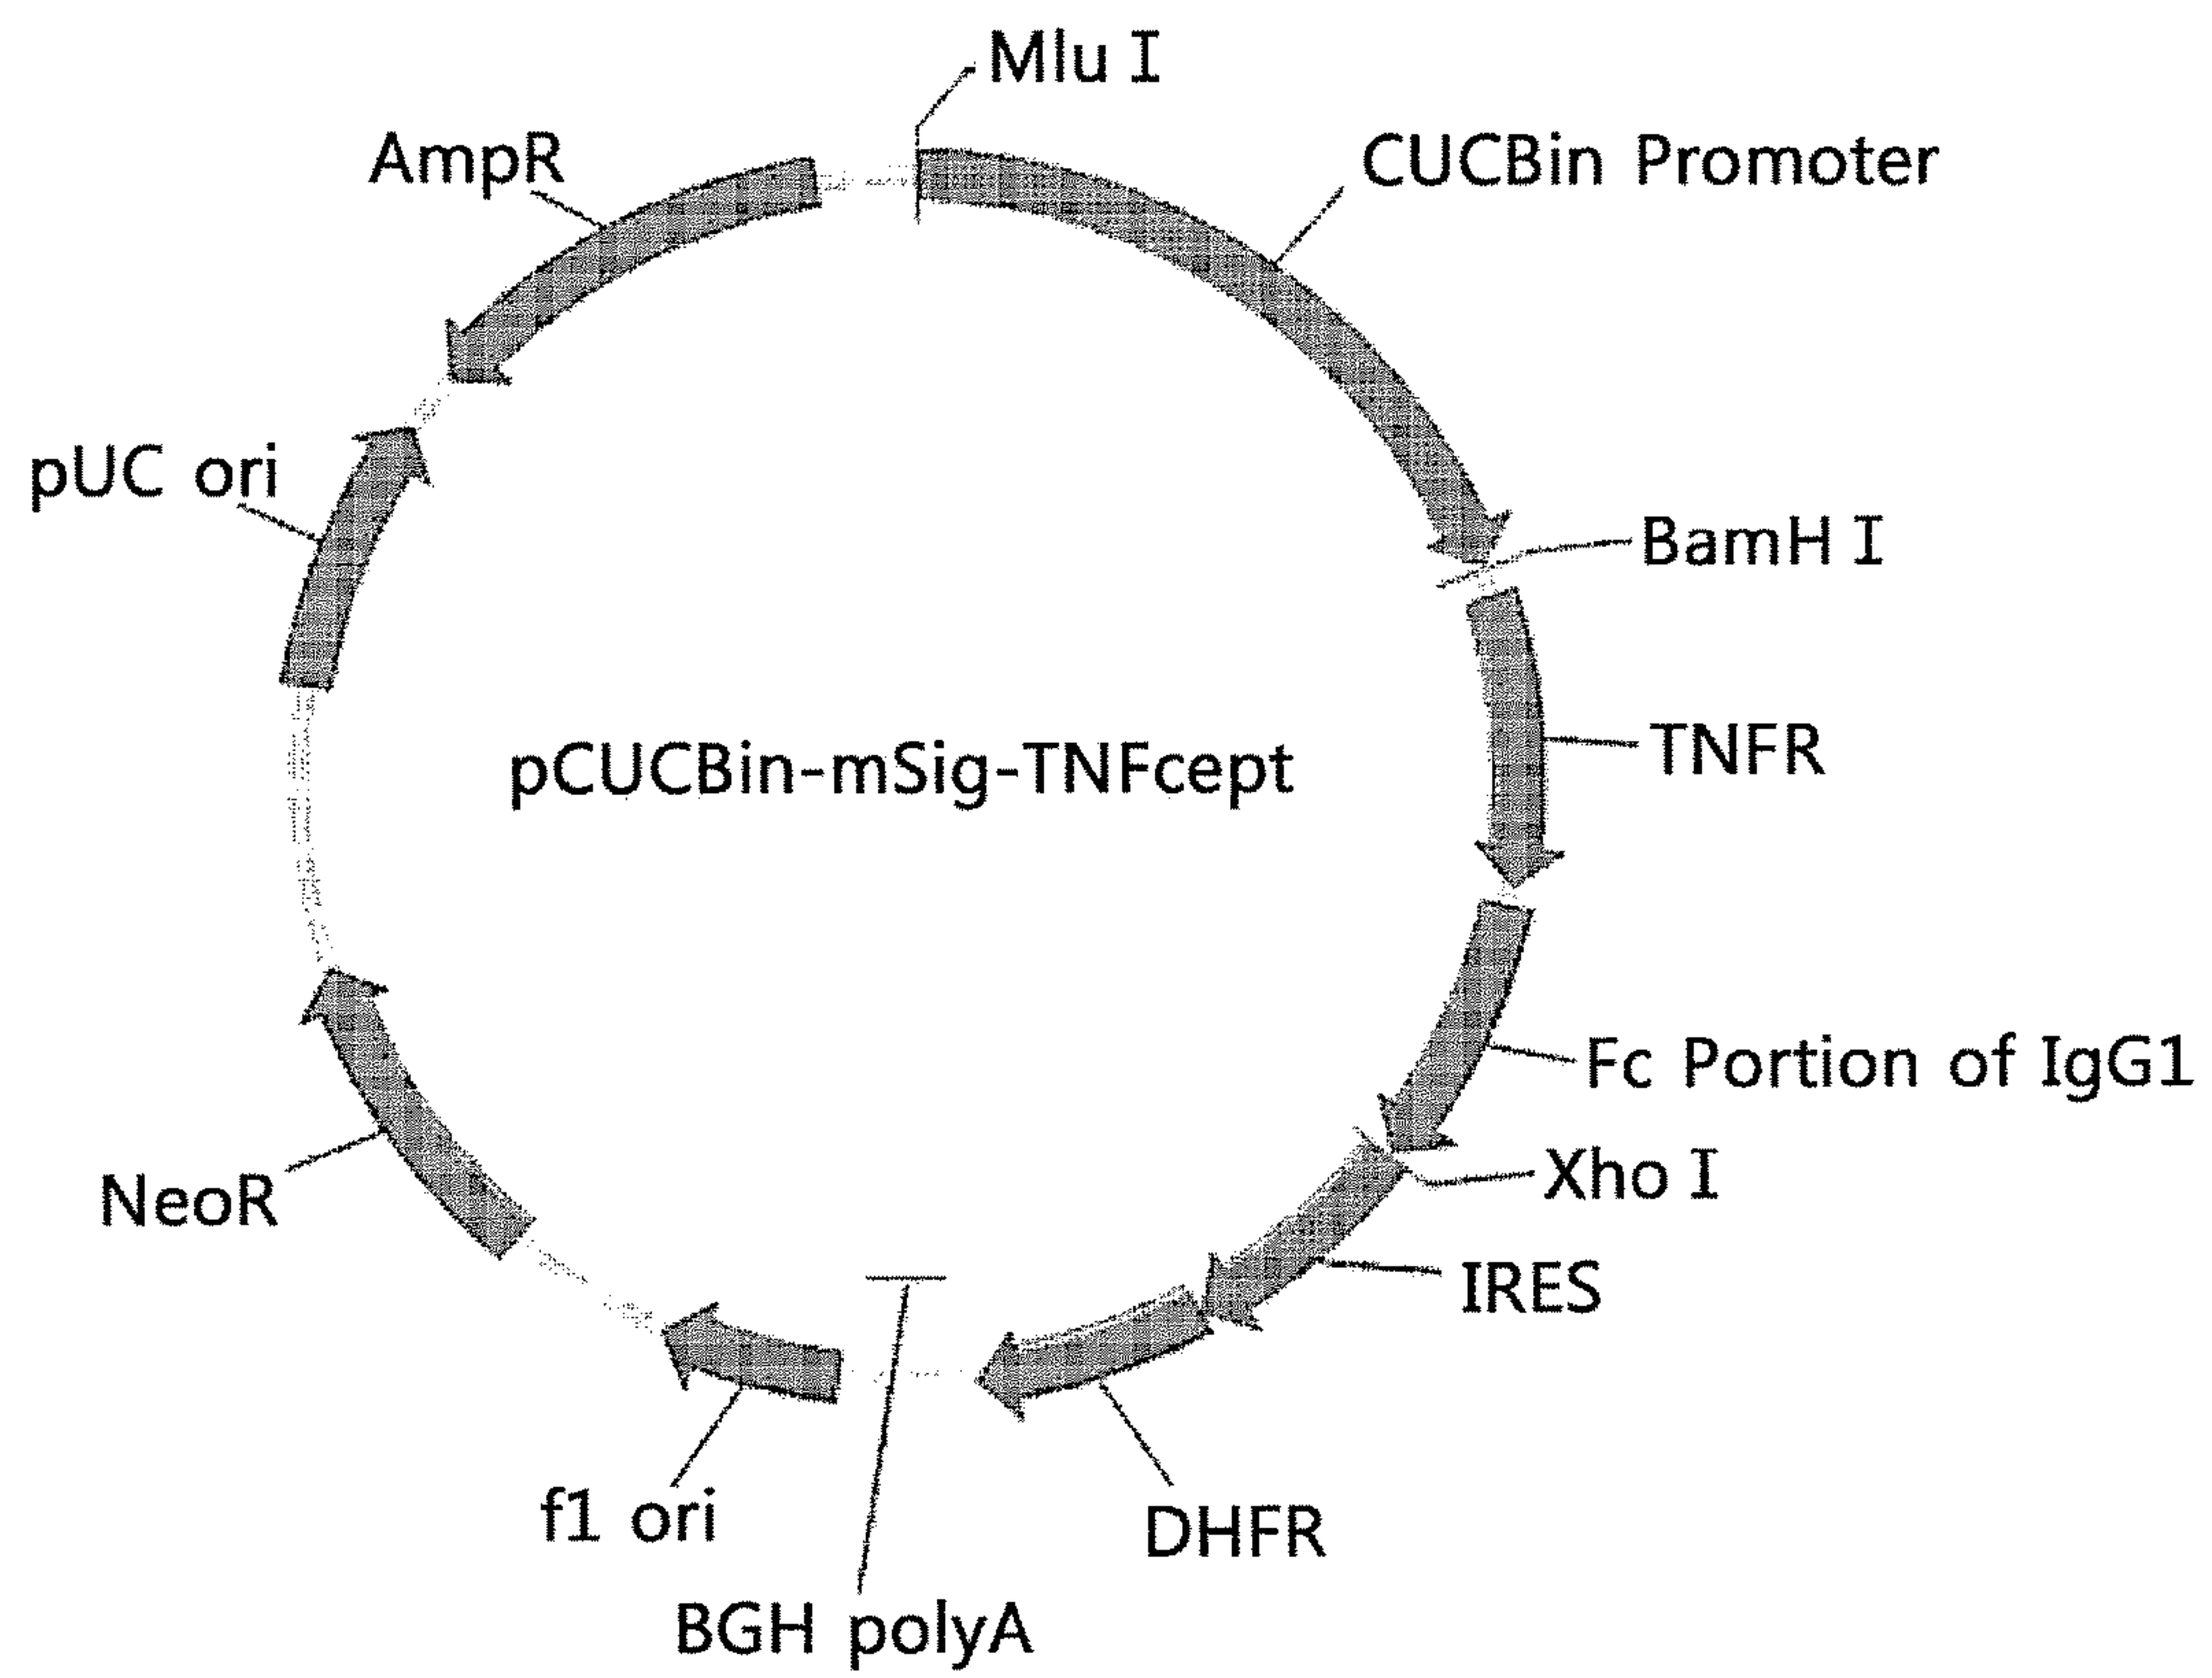 Mlu I
AmpR
CUCBin Promoter
pUC ori
BamH I
TNFR
pCUCBin-mSig-TNFcept
Fc Portion of IgG1
Xho I
NeoR
IRES
f1 ori
DHFR
BGH polyA